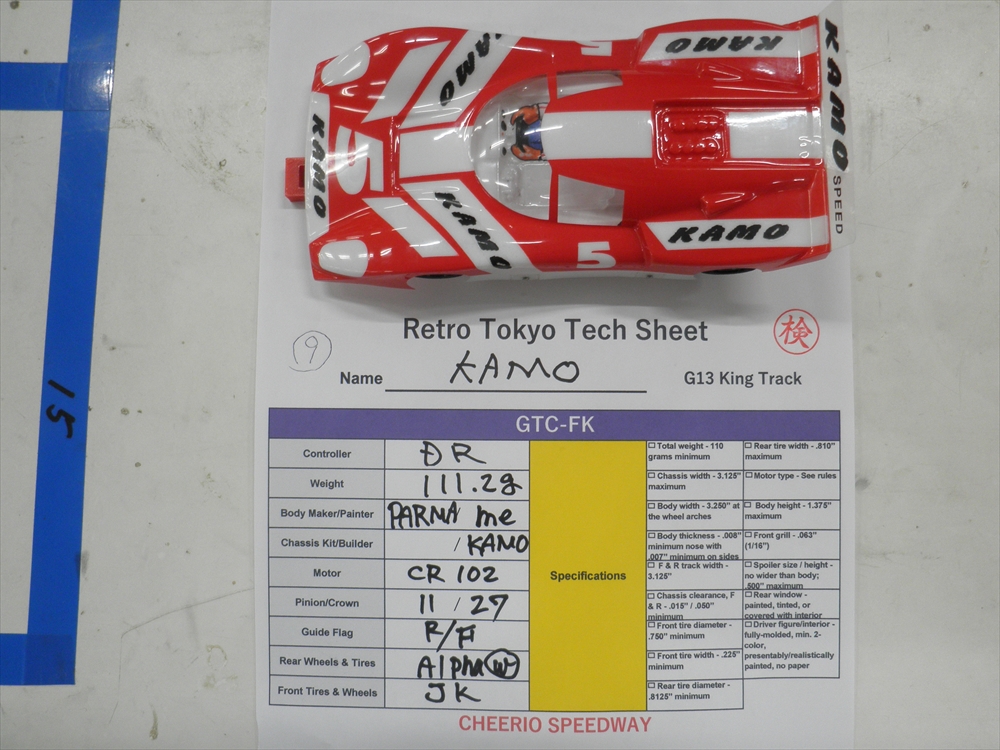 KAMO
5
KAMO
KAMO
5
KAMO
KAMO
5
KAMO
KAMO
SPEED
15
Retro Tokyo Tech Sheet
検
9
Name KAMO
G13 King Track
GTC-FK
Controller DR
Weight 111.2g
Body Maker/Painter PARMA me
Chassis Kit/Builder / KAMO
Motor CR 102
Pinion/Crown 11 / 27
Guide Flag R/F
Rear Wheels & Tires Alpha W
Front Tires & Wheels JK
Specifications
☐ Total weight - 110
grams minimum
☐ Chassis width - 3.125"
maximum
☐ Body width - 3.250" at
the wheel arches
☐ Body thickness - .008"
minimum nose with
.007" minimum on sides
☐ F & R track width -
3.125"
☐ Chassis clearance, F
& R - .015" / .050"
minimum
☐ Front tire diameter -
.750" minimum
☐ Front tire width - .225"
minimum
☐ Rear tire diameter -
.8125" minimum
☐ Rear tire width - .810"
maximum
☐ Motor type - See rules
☐ Body height - 1.375"
maximum
☐ Front grill - .063"
(1/16")
☐ Spoiler size / height -
no wider than body;
.500" maximum
☐ Rear window -
painted, tinted, or
covered with interior
☐ Driver figure/interior -
fully-molded, min. 2-
color,
presentably/realistically
painted, no paper
CHEERIO SPEEDWAY